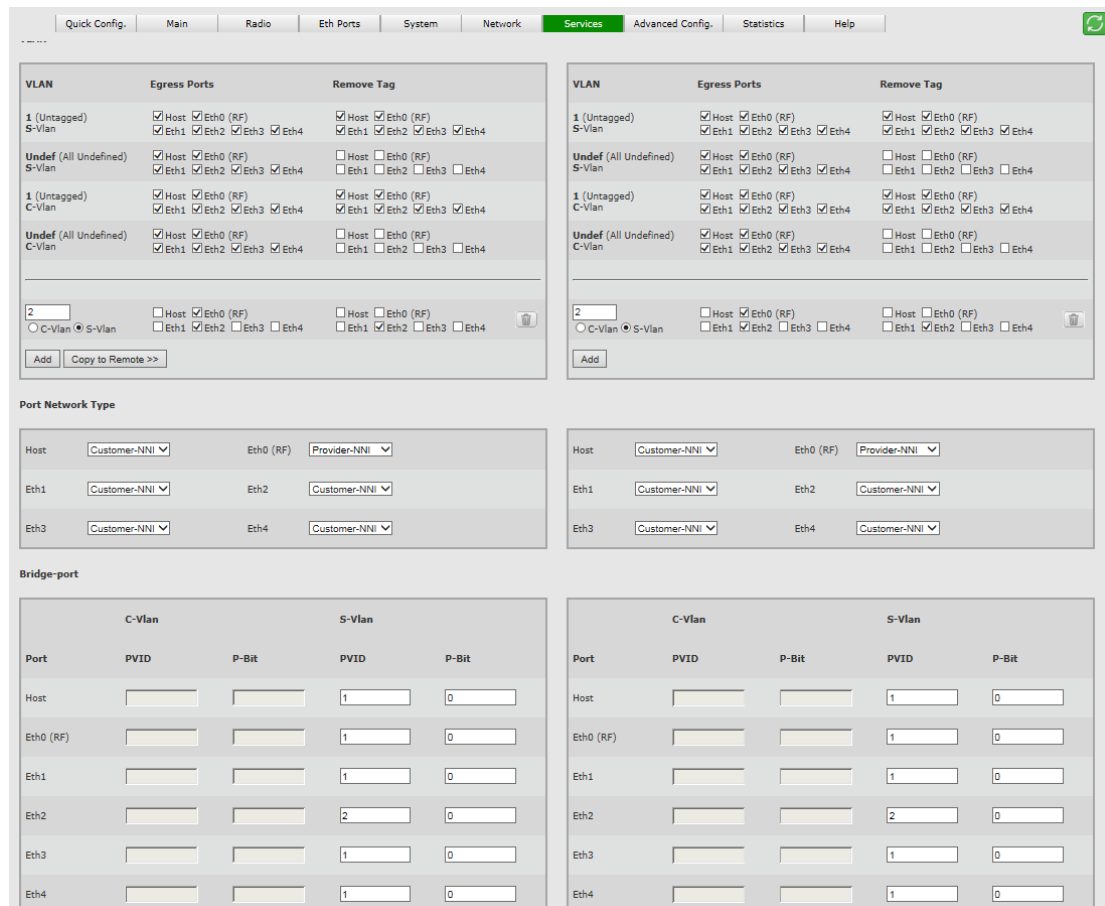 Quick Config. Main Radio Eth Ports System Network Services Advanced Config. Statistics Help
VLAN Egress Ports Remove Tag VLAN Egress Ports Remove Tag
1 (Untagged) Host Eth0 (RF) Host Eth0 (RF) 1 (Untagged) Host Eth0 (RF) Host Eth0 (RF)
S-Vlan Eth1 Eth2 Eth3 Eth4 Eth1 Eth2 Eth3 Eth4 S-Vlan Eth1 Eth2 Eth3 Eth4 Eth1 Eth2 Eth3 Eth4
Undef (All Undefined) Host Eth0 (RF) Host Eth0 (RF) Undef (All Undefined) Host Eth0 (RF) Host Eth0 (RF)
S-Vlan Eth1 Eth2 Eth3 Eth4 Eth1 Eth2 Eth3 Eth4 S-Vlan Eth1 Eth2 Eth3 Eth4 Eth1 Eth2 Eth3 Eth4
1 (Untagged) Host Eth0 (RF) Host Eth0 (RF) 1 (Untagged) Host Eth0 (RF) Host Eth0 (RF)
C-Vlan Eth1 Eth2 Eth3 Eth4 Eth1 Eth2 Eth3 Eth4 C-Vlan Eth1 Eth2 Eth3 Eth4 Eth1 Eth2 Eth3 Eth4
Undef (All Undefined) Host Eth0 (RF) Host Eth0 (RF) Undef (All Undefined) Host Eth0 (RF) Host Eth0 (RF)
C-Vlan Eth1 Eth2 Eth3 Eth4 Eth1 Eth2 Eth3 Eth4 C-Vlan Eth1 Eth2 Eth3 Eth4 Eth1 Eth2 Eth3 Eth4
2 Host Eth0 (RF) Host Eth0 (RF) 2 Host Eth0 (RF) Host Eth0 (RF)
C-Vlan S-Vlan Eth1 Eth2 Eth3 Eth4 Eth1 Eth2 Eth3 Eth4 C-Vlan S-Vlan Eth1 Eth2 Eth3 Eth4 Eth1 Eth2 Eth3 Eth4
Add Copy to Remote >> Add
Port Network Type
Host Customer-NNI Eth0 (RF) Provider-NNI Host Customer-NNI Eth0 (RF) Provider-NNI
Eth1 Customer-NNI Eth2 Customer-NNI Eth1 Customer-NNI Eth2 Customer-NNI
Eth3 Customer-NNI Eth4 Customer-NNI Eth3 Customer-NNI Eth4 Customer-NNI
Bridge-port
C-Vlan S-Vlan C-Vlan S-Vlan
Port PVID P-Bit PVID P-Bit Port PVID P-Bit PVID P-Bit
Host 1 0 Host 1 0
Eth0 (RF) 1 0 Eth0 (RF) 1 0
Eth1 1 0 Eth1 1 0
Eth2 2 0 Eth2 2 0
Eth3 1 0 Eth3 1 0
Eth4 1 0 Eth4 1 0